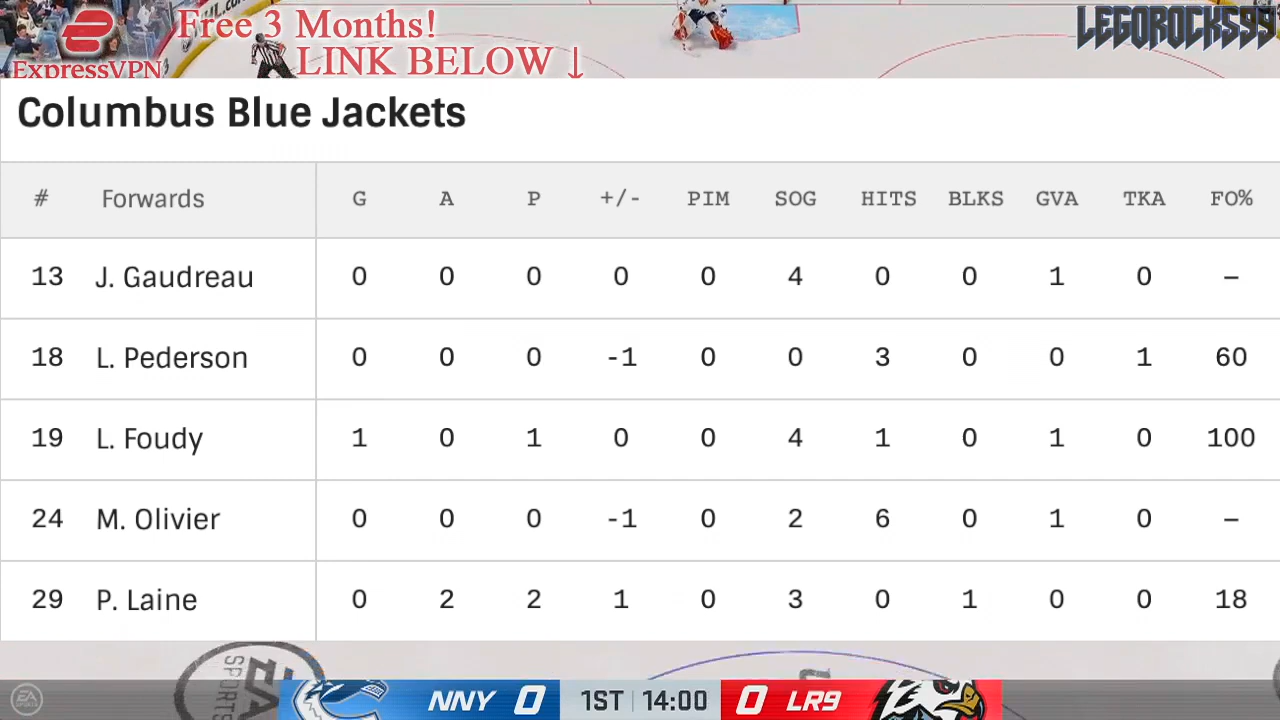 Free 3 Months!
LEGOROCKS99
ExpressVPN
LINK BELOW ↓
Columbus Blue Jackets
# Forwards G A P +/- PIM SOG HITS BLKS GVA TKA FO%
13 J. Gaudreau 0 0 0 0 0 4 0 0 1 0 –
18 L. Pederson 0 0 0 -1 0 0 3 0 0 1 60
19 L. Foudy 1 0 1 0 0 4 1 0 1 0 100
24 M. Olivier 0 0 0 -1 0 2 6 0 1 0 –
29 P. Laine 0 2 2 1 0 3 0 1 0 0 18
SPORTS
EA
EA SPORTS
NNY 0 1ST 14:00 0 LR9